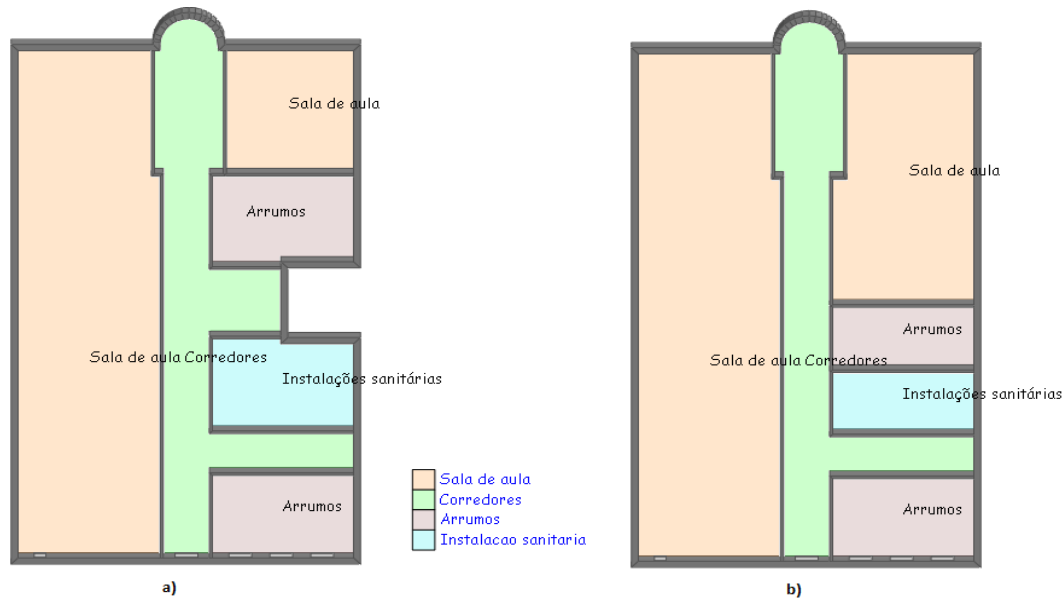 Sala de aula
Arrumos
Sala de aula Corredores
Instalações sanitárias
Arrumos
Sala de aula
Corredores
Arrumos
Instalacao sanitaria
a)
Sala de aula
Arrumos
Sala de aula Corredores
Instalações sanitárias
Arrumos
b)